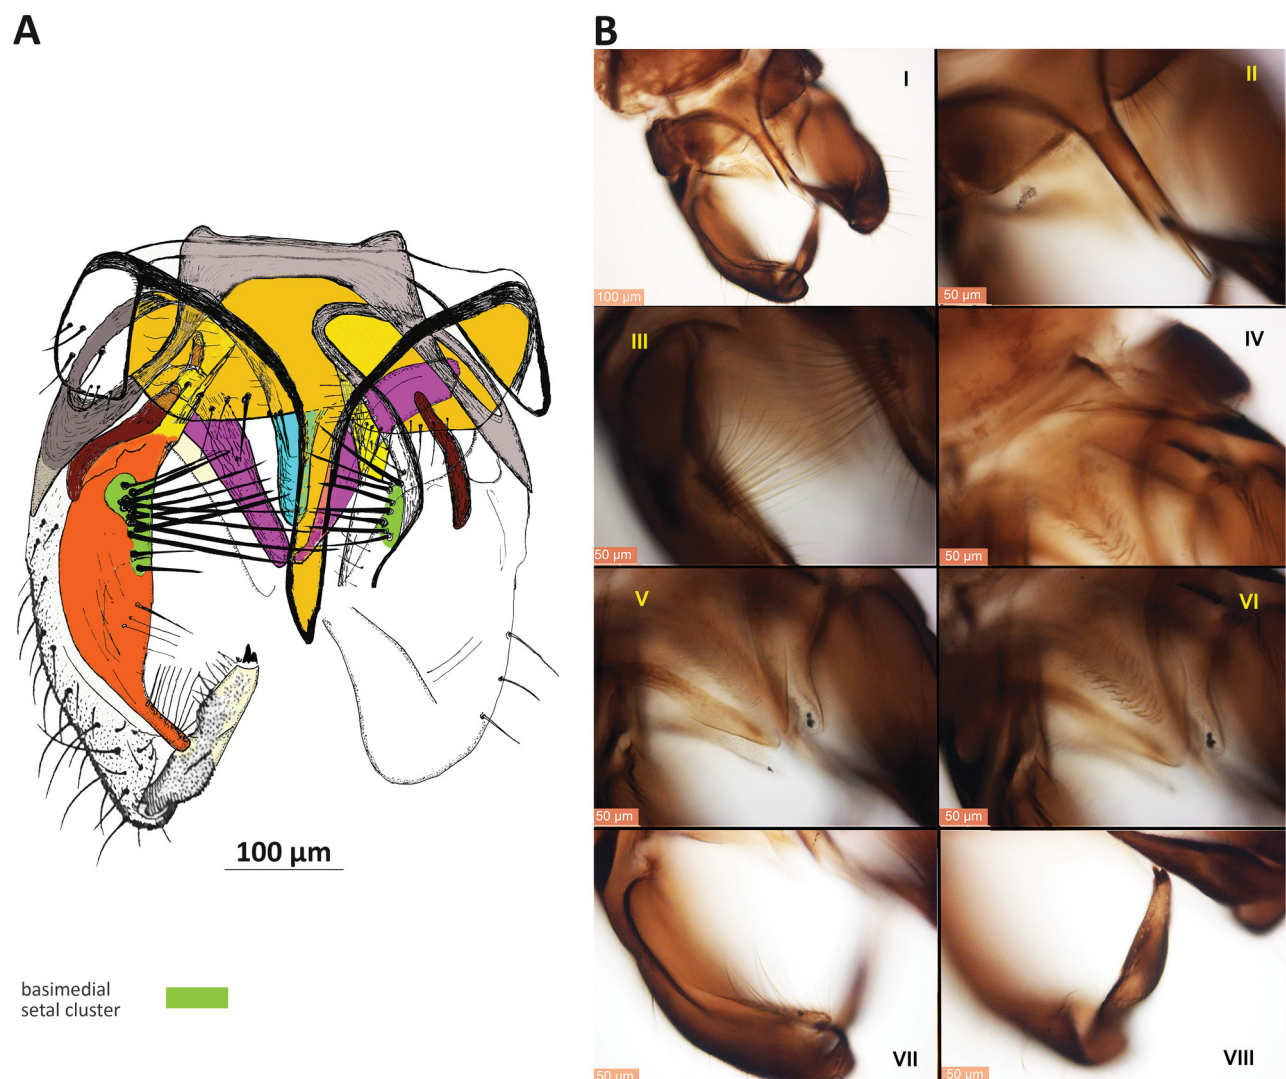 A
B
I
II
100 µm
50 µm
III
IV
50 µm
50 µm
V
VI
50 µm
50 µm
100 µm
basimedial
setal cluster
VII
VIII
50 µm
50 µm